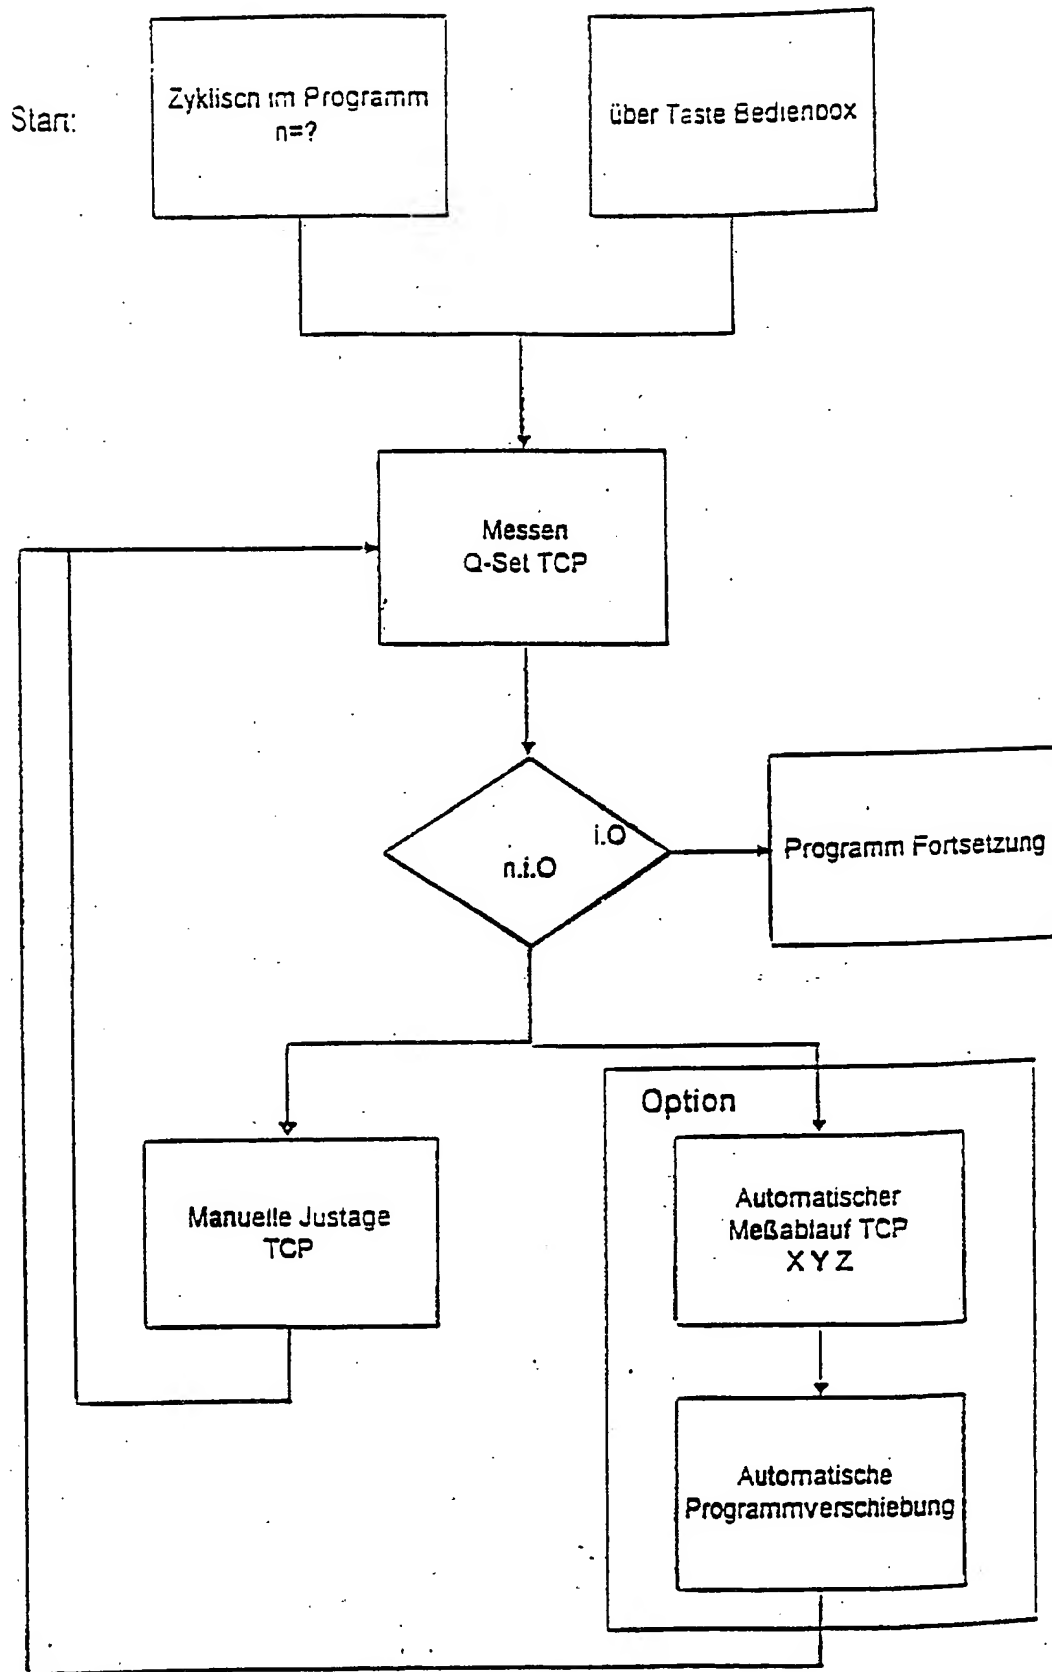 Start:
Zyklisch im Programm
n=?
über Taste Bedienbox
Messen
Q-Set TCP
i.O
n.i.O
Programm Fortsetzung
Option
Manuelle Justage
TCP
Automatischer
Meßablauf TCP
X Y Z
Automatische
Programmverschiebung